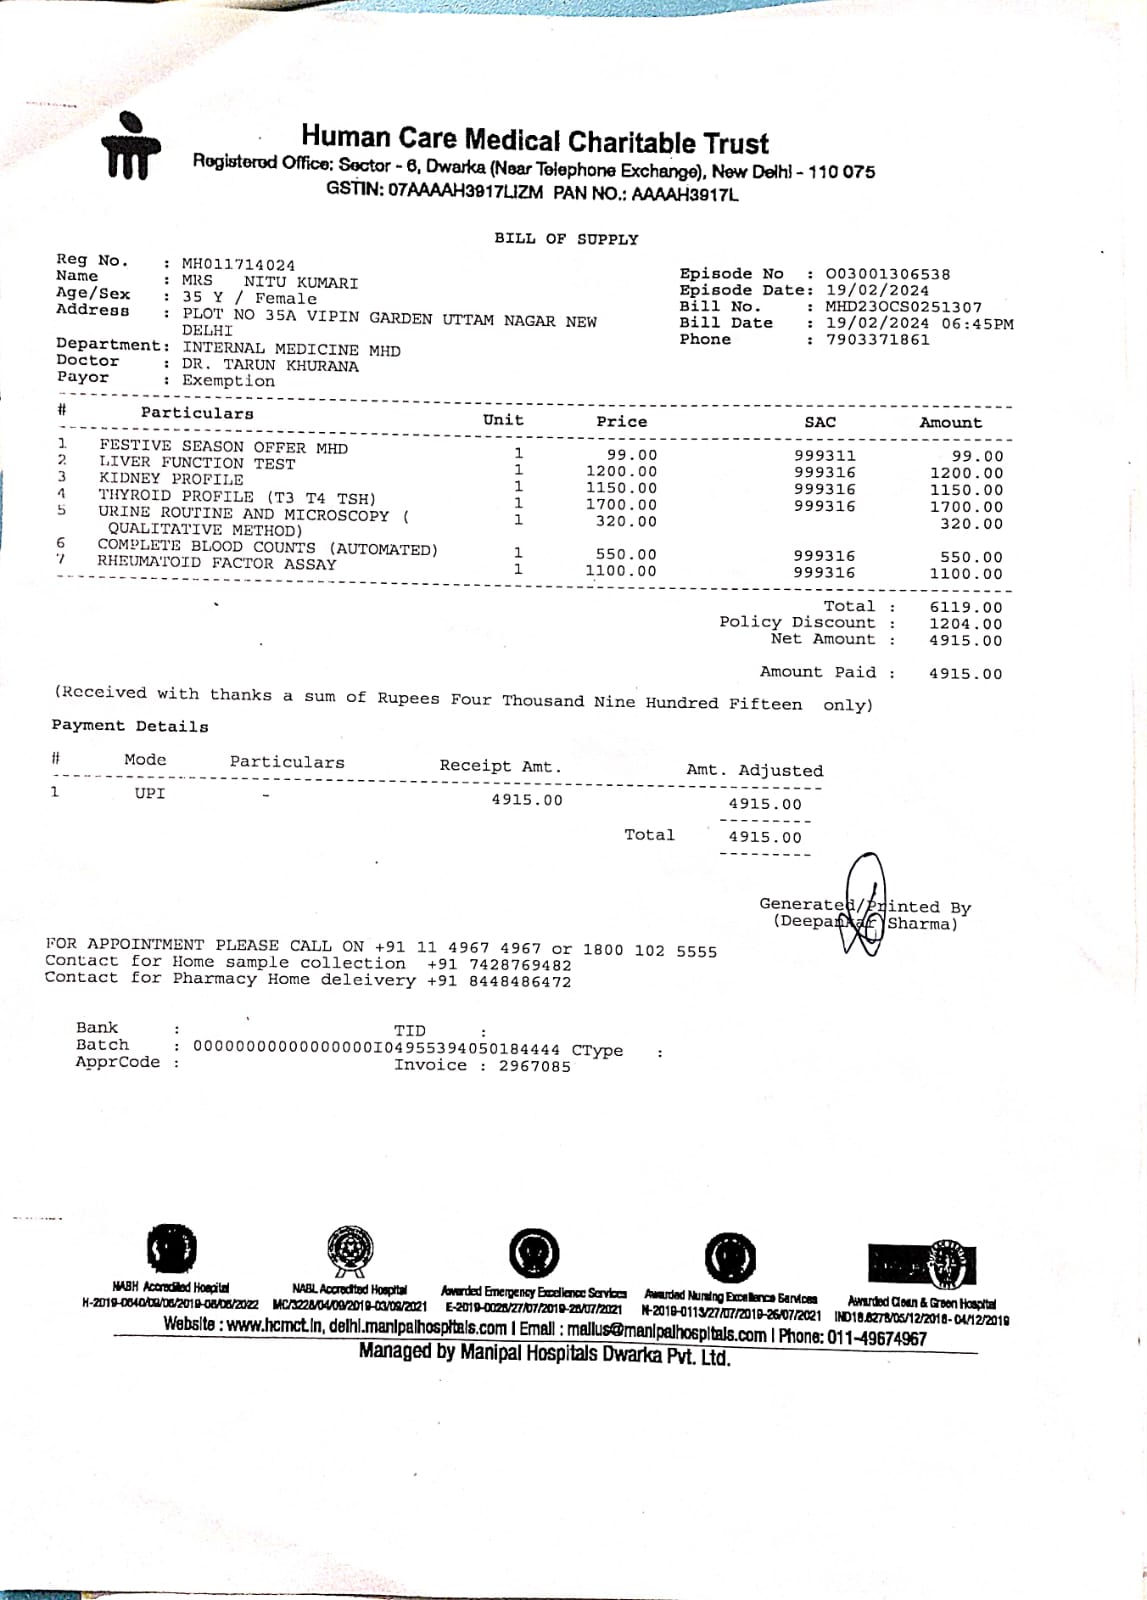 Human Care Medical Charitable Trust
Registered Office: Sector - 6, Dwarka (Near Telephone Exchange), New Delhi - 110 075
GSTIN: 07AAAAH3917LIZM PAN NO.: AAAAH3917L
BILL OF SUPPLY
Reg No. : MH011714024
Name : MRS NITU KUMARI
Age/Sex : 35 Y / Female
Address : PLOT NO 35A VIPIN GARDEN UTTAM NAGAR NEW
DELHI
Department: INTERNAL MEDICINE MHD
Doctor : DR. TARUN KHURANA
Payor : Exemption
Episode No : O03001306538
Episode Date: 19/02/2024
Bill No. : MHD23OCS0251307
Bill Date : 19/02/2024 06:45PM
Phone : 7903371861
# Particulars Unit Price SAC Amount
1 FESTIVE SEASON OFFER MHD 1 99.00 999311 99.00
2 LIVER FUNCTION TEST 1 1200.00 999316 1200.00
3 KIDNEY PROFILE 1 1150.00 999316 1150.00
4 THYROID PROFILE (T3 T4 TSH) 1 1700.00 999316 1700.00
5 URINE ROUTINE AND MICROSCOPY ( 1 320.00 320.00
QUALITATIVE METHOD)
6 COMPLETE BLOOD COUNTS (AUTOMATED) 1 550.00 999316 550.00
7 RHEUMATOID FACTOR ASSAY 1 1100.00 999316 1100.00
Total : 6119.00
Policy Discount : 1204.00
Net Amount : 4915.00
Amount Paid : 4915.00
(Received with thanks a sum of Rupees Four Thousand Nine Hundred Fifteen only)
Payment Details
# Mode Particulars Receipt Amt. Amt. Adjusted
1 UPI - 4915.00 4915.00
Total 4915.00
Generated/Printed By
(Deepankar Sharma)
FOR APPOINTMENT PLEASE CALL ON +91 11 4967 4967 or 1800 102 5555
Contact for Home sample collection +91 7428769482
Contact for Pharmacy Home deleivery +91 8448486472
Bank : TID :
Batch : 00000000000000000I04955394050184444 CType :
ApprCode : Invoice : 2967085
NABH Accredited Hospital
H-2019-0640/09/06/2019-08/06/2022
NABL Accredited Hospital
MC/3228/04/09/2019-03/09/2021
Awarded Emergency Excellence Services
E-2019-0028/27/07/2019-26/07/2021
Awarded Nursing Excellence Services
N-2019-0113/27/07/2019-26/07/2021
Awarded Clean & Green Hospital
IND18.8278/05/12/2018- 04/12/2019
Website : www.hcmct.in, delhi.manipalhospitals.com I Email : mailus@manipalhospitals.com I Phone: 011-49674967
Managed by Manipal Hospitals Dwarka Pvt. Ltd.